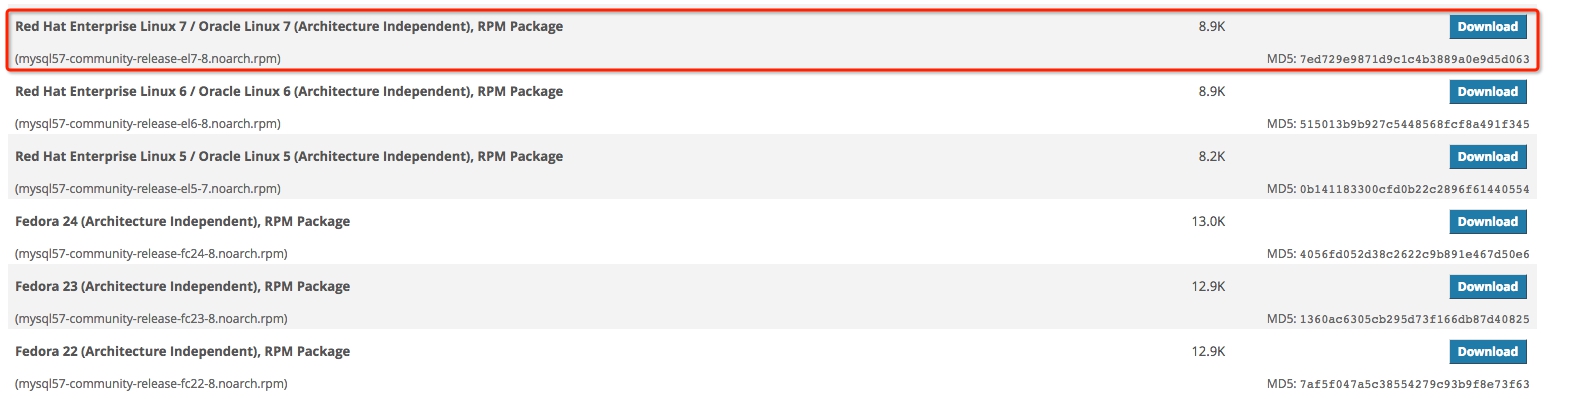 Red Hat Enterprise Linux 7 / Oracle Linux 7 (Architecture Independent), RPM Package 8.9K Download
(mysql57-community-release-el7-8.noarch.rpm) MD5: 7ed729e9871d9c1c4b3889a0e9d5d063
Red Hat Enterprise Linux 6 / Oracle Linux 6 (Architecture Independent), RPM Package 8.9K Download
(mysql57-community-release-el6-8.noarch.rpm) MD5: 515013b9b927c5448568fcf8a491f345
Red Hat Enterprise Linux 5 / Oracle Linux 5 (Architecture Independent), RPM Package 8.2K Download
(mysql57-community-release-el5-7.noarch.rpm) MD5: 0b141183300cfd0b22c2896f61440554
Fedora 24 (Architecture Independent), RPM Package 13.0K Download
(mysql57-community-release-fc24-8.noarch.rpm) MD5: 4056fd052d38c2622c9b891e467d50e6
Fedora 23 (Architecture Independent), RPM Package 12.9K Download
(mysql57-community-release-fc23-8.noarch.rpm) MD5: 1360ac6305cb295d73f166db87d40825
Fedora 22 (Architecture Independent), RPM Package 12.9K Download
(mysql57-community-release-fc22-8.noarch.rpm) MD5: 7af5f047a5c38554279c93b9f8e73f63